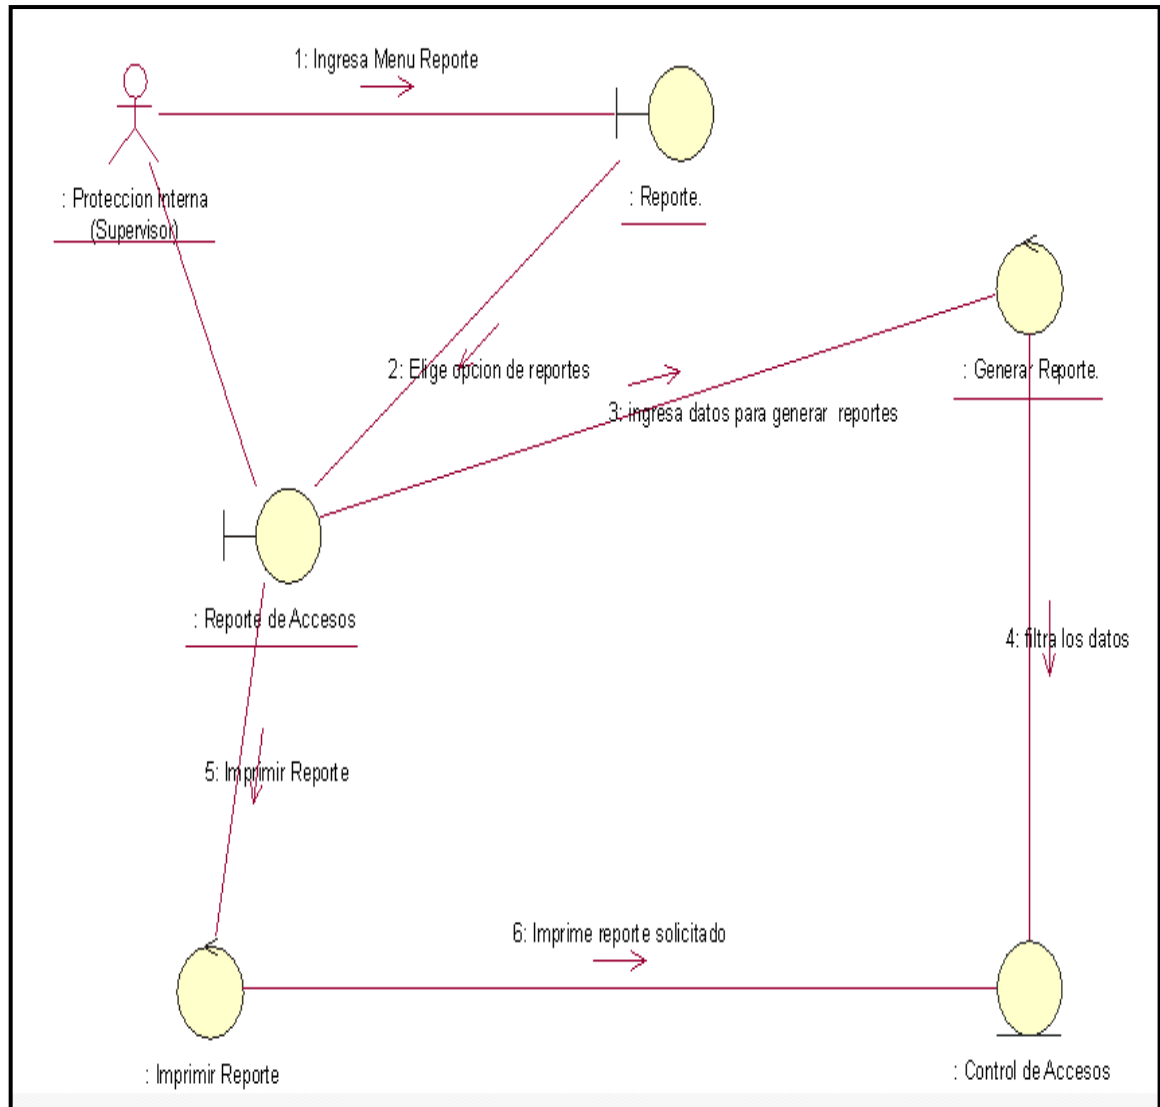 1: Ingresa Menu Reporte
: Proteccion Interna
(Supervisor)
: Reporte.
2: Elige opcion de reportes
: Generar Reporte.
3: ingresa datos para generar reportes
: Reporte de Accesos
4: filtra los datos
5: Imprimir Reporte
6: Imprime reporte solicitado
: Imprimir Reporte
: Control de Accesos